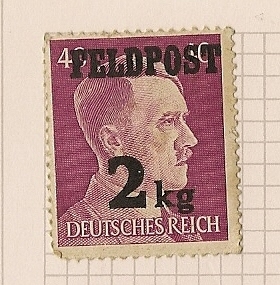 FELDPOST
2 kg
DEUTSCHES REICH